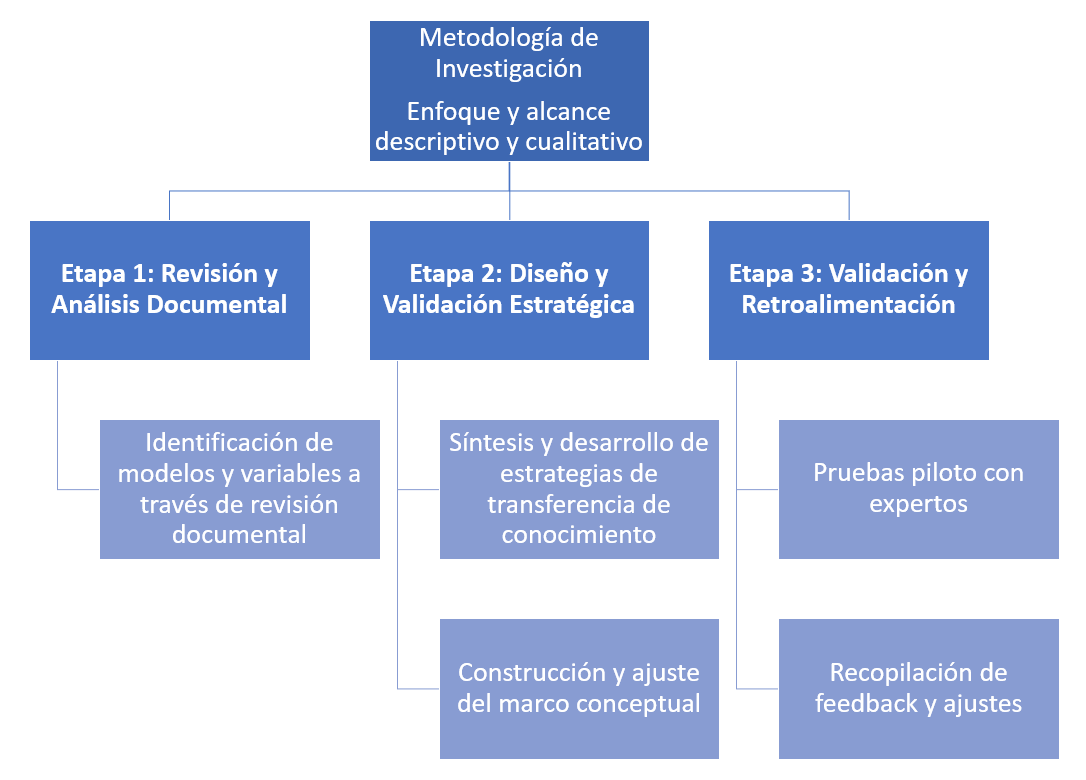 Metodología de
Investigación
Enfoque y alcance
descriptivo y cualitativo
Etapa 1: Revisión y
Análisis Documental
Etapa 2: Diseño y
Validación Estratégica
Etapa 3: Validación y
Retroalimentación
Identificación de
modelos y variables a
través de revisión
documental
Síntesis y desarrollo de
estrategias de
transferencia de
conocimiento
Pruebas piloto con
expertos
Construcción y ajuste
del marco conceptual
Recopilación de
feedback y ajustes